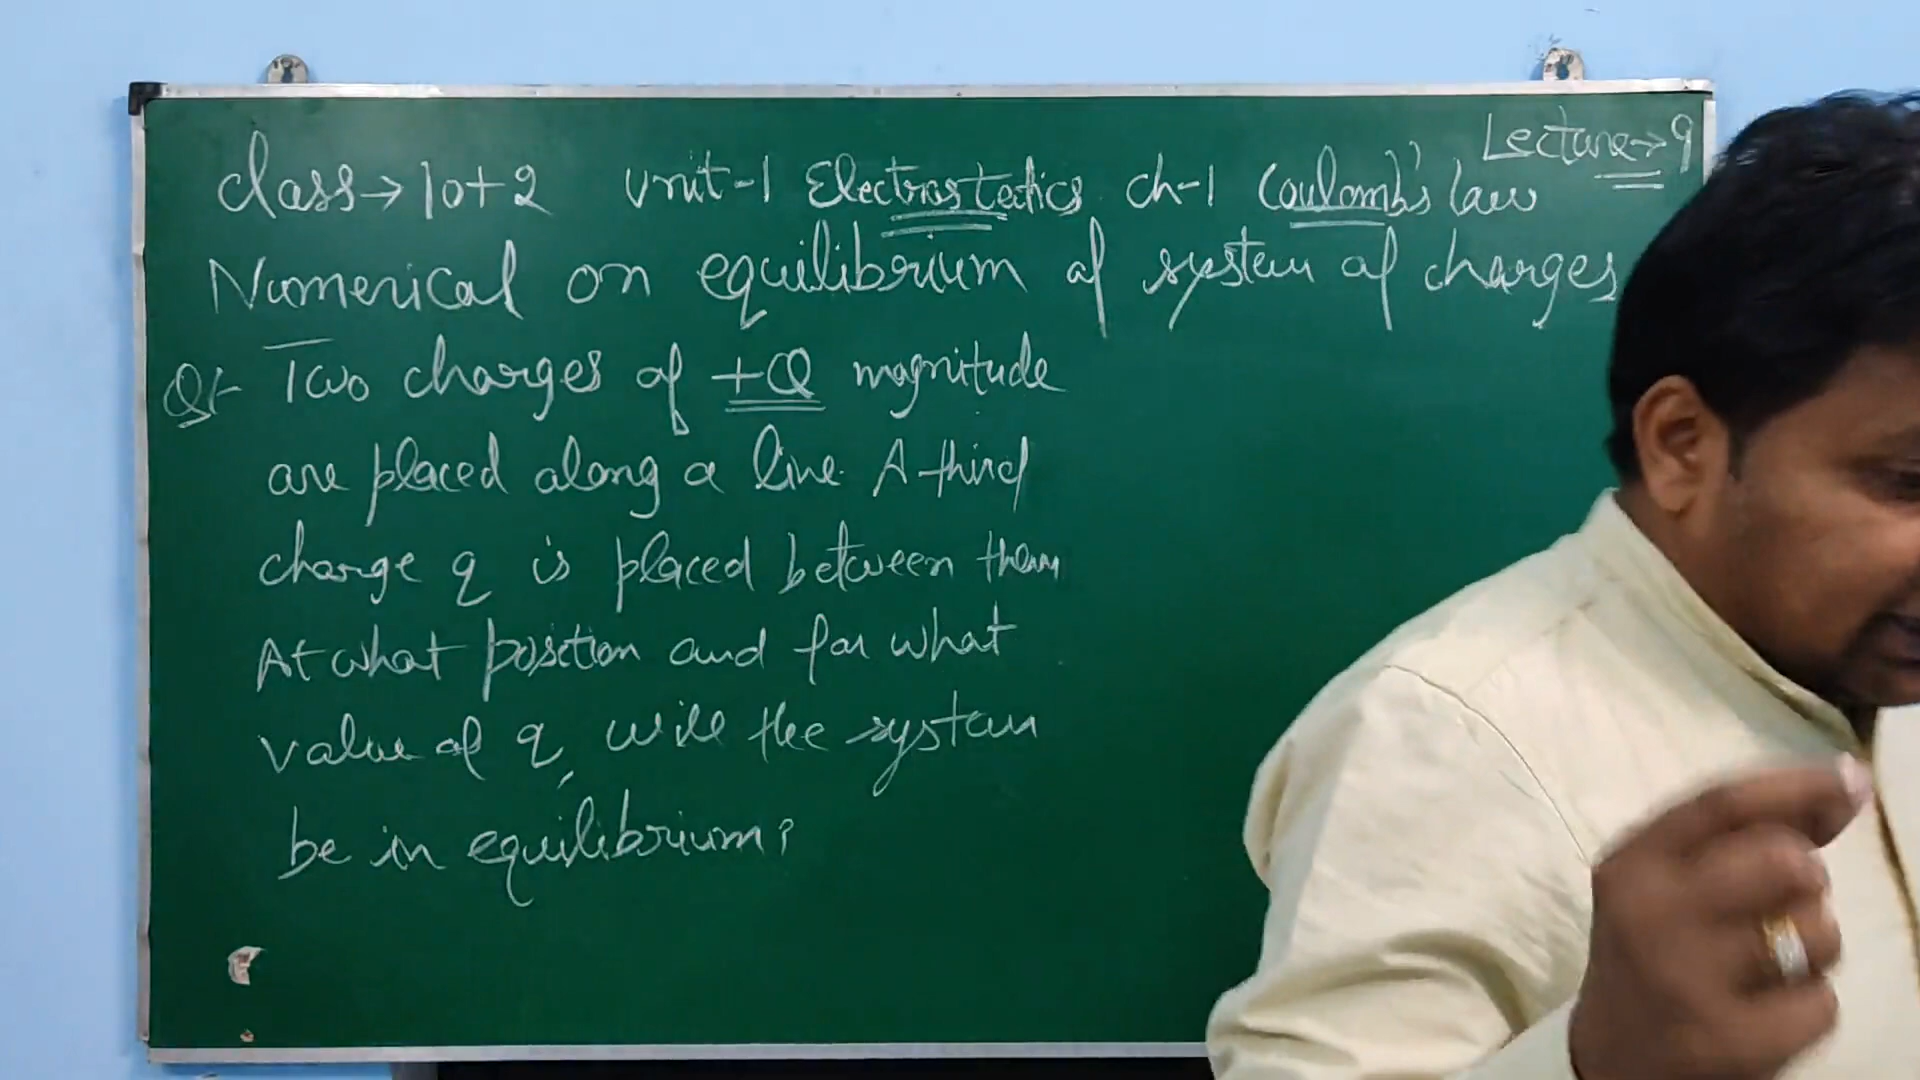 Lecture→9
Class→10+2 Unit-1 Electrostatics Ch-1 Coulomb's law
Numerical on equilibrium of system of charges
Q1- Two charges of +Q magnitude
are placed along a line. A third
charge q is placed between them
At what position and for what
value of q, will the system
be in equilibrium?